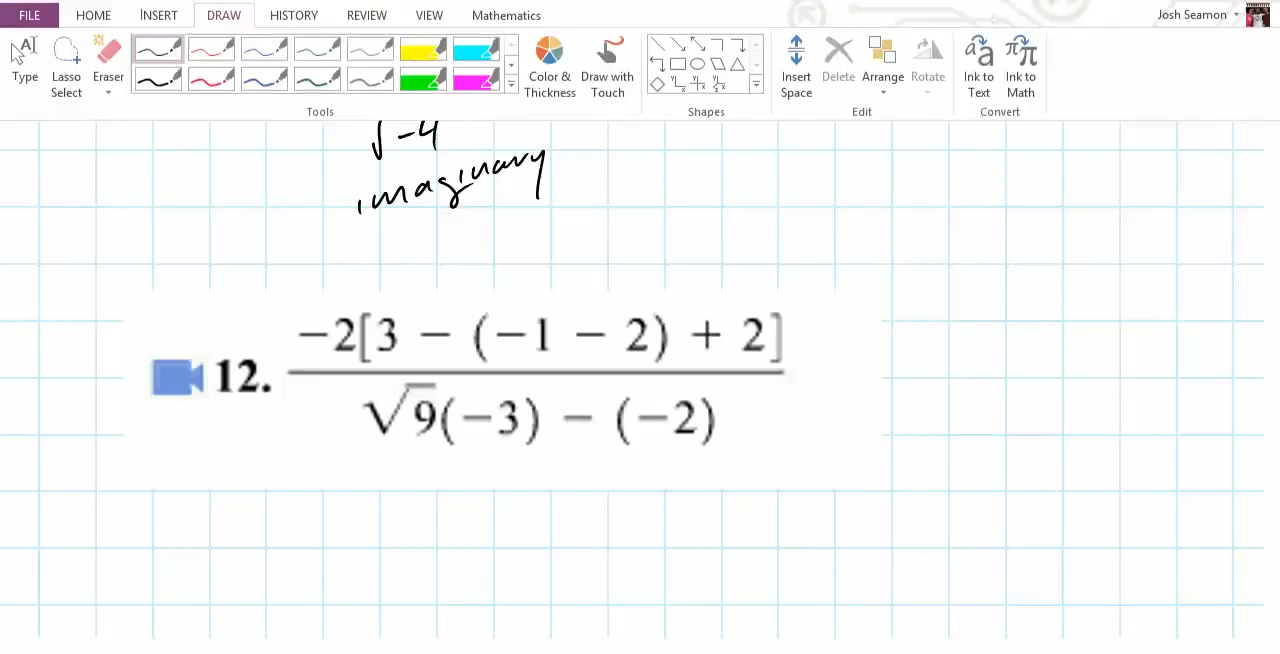 FILE HOME INSERT DRAW HISTORY REVIEW VIEW Mathematics Josh Seamon
Type Lasso Select Eraser Color & Thickness Draw with Touch Insert Space Delete Arrange Rotate Ink to Text Ink to Math
Tools Shapes Edit Convert
√-4
imaginary
−2[3 − (−1 − 2) + 2]
12.
√9(−3) − (−2)